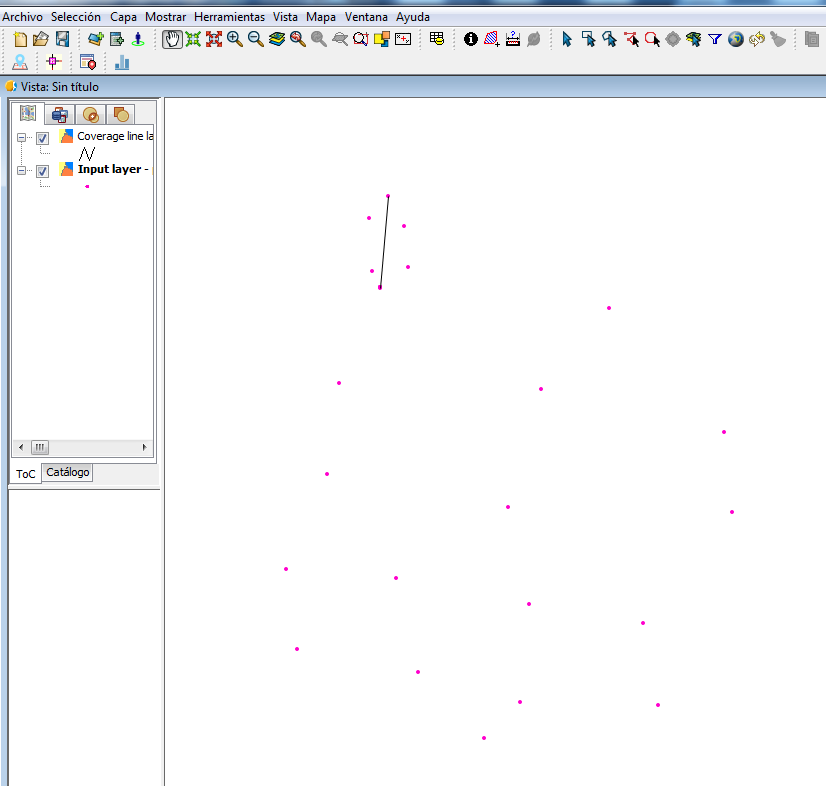 Archivo Selección Capa Mostrar Herramientas Vista Mapa Ventana Ayuda
Vista: Sin título
Coverage line la
Input layer -
ToC Catálogo